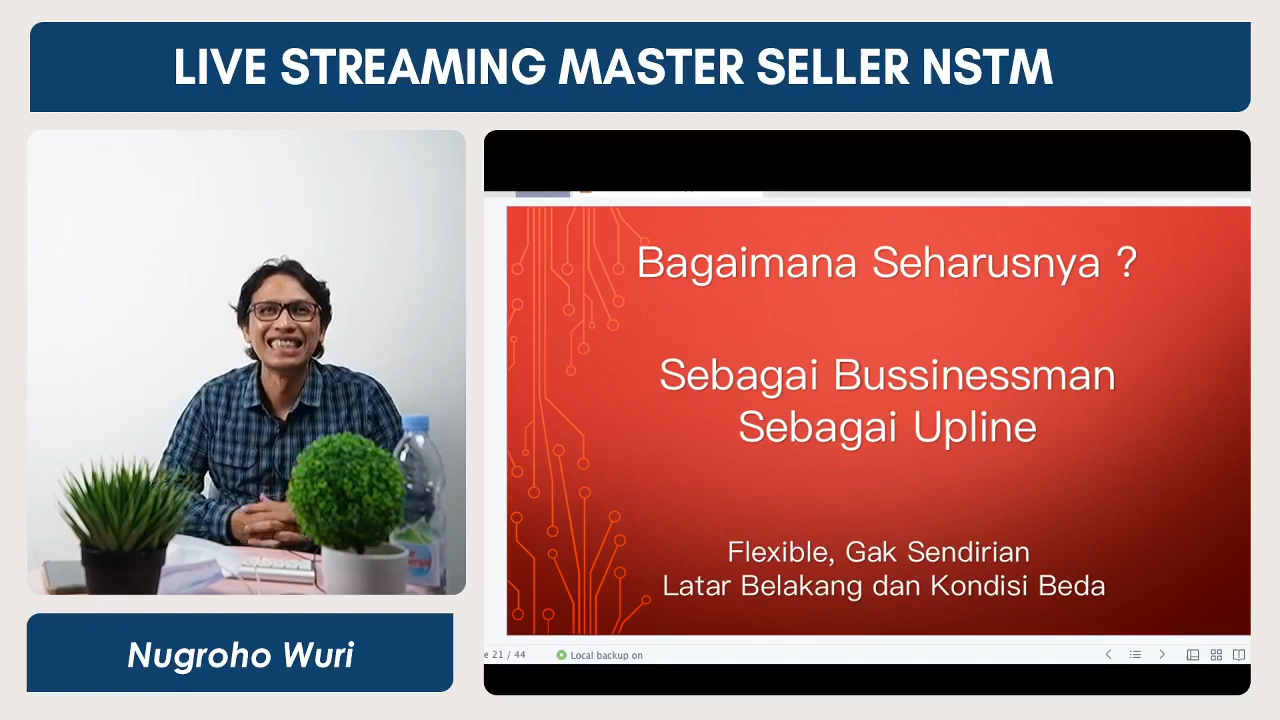 LIVE STREAMING MASTER SELLER NSTM
Bagaimana Seharusnya ?
Sebagai Bussinessman
Sebagai Upline
Flexible, Gak Sendirian
Latar Belakang dan Kondisi Beda
21 / 44
Local backup on
Nugroho Wuri